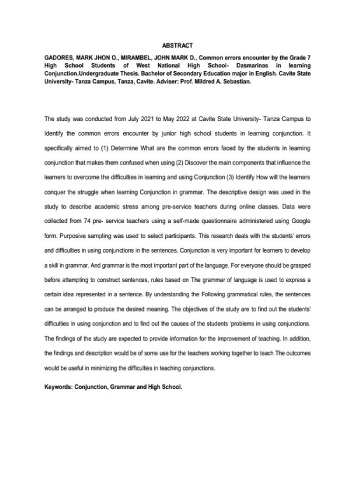 ABSTRACT
GADORES, MARK JHON O., MIRAMBEL, JOHN MARK D., Common errors encounter by the Grade 7
High School Students of West National High School- Dasmarinas in learning
Conjunction.Undergraduate Thesis. Bachelor of Secondary Education major in English. Cavite State
University- Tanza Campus, Tanza, Cavite. Adviser: Prof. Mildred A. Sebastian.
The study was conducted from July 2021 to May 2022 at Cavite State University- Tanza Campus to
Identify the common errors encounter by junior high school students in learning conjunction. It
specifically aimed to (1) Determine What are the common errors faced by the students in learning
conjunction that makes them confused when using (2) Discover the main components that influence the
learners to overcome the difficulties in learning and using Conjunction (3) Identify How will the learners
conquer the struggle when learning Conjunction in grammar. The descriptive design was used in the
study to describe academic stress among pre-service teachers during online classes. Data were
collected from 74 pre- service teachers using a self-made questionnaire administered using Google
form. Purposive sampling was used to select participants. This research deals with the students' errors
and difficulties in using conjunctions in the sentences. Conjunction is very important for learners to develop
a skill in grammar. And grammar is the most important part of the language. For everyone should be grasped
before attempting to construct sentences, rules based on The grammar of language is used to express a
certain idea represented in a sentence. By understanding the Following grammatical rules, the sentences
can be arranged to produce the desired meaning. The objectives of the study are to find out the students'
difficulties in using conjunction and to find out the causes of the students 'problems in using conjunctions.
The findings of the study are expected to provide information for the improvement of teaching. In addition,
the findings and description would be of some use for the teachers working together to teach The outcomes
would be useful in minimizing the difficulties in teaching conjunctions.
Keywords: Conjunction, Grammar and High School.